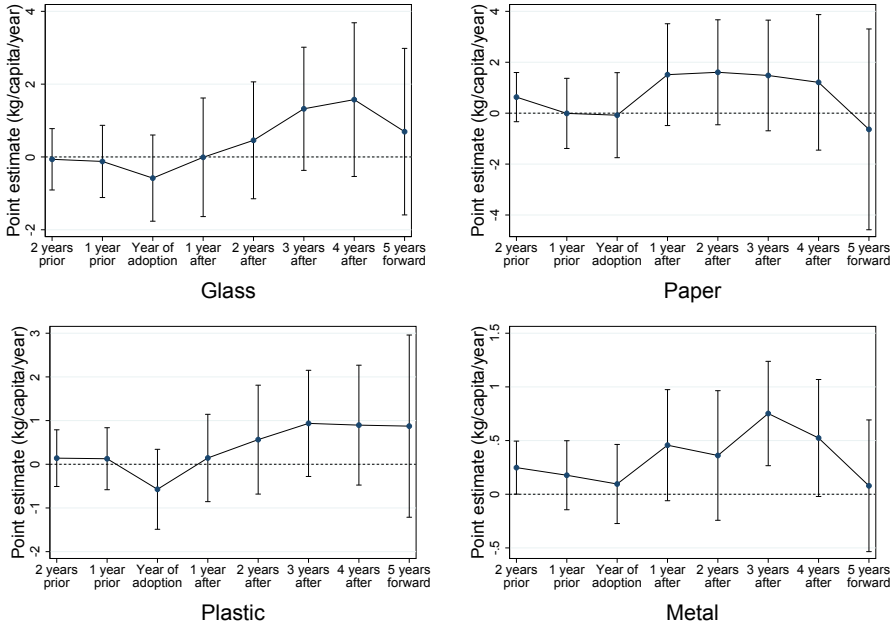 Point estimate (kg/capita/year)
4
2
0
-2
2 years prior
1 year prior
Year of adoption
1 year after
2 years after
3 years after
4 years after
5 years forward
Glass
Point estimate (kg/capita/year)
4
2
0
-2
-4
2 years prior
1 year prior
Year of adoption
1 year after
2 years after
3 years after
4 years after
5 years forward
Paper
Point estimate (kg/capita/year)
3
2
1
0
-1
-2
2 years prior
1 year prior
Year of adoption
1 year after
2 years after
3 years after
4 years after
5 years forward
Plastic
Point estimate (kg/capita/year)
1.5
1
.5
0
-.5
2 years prior
1 year prior
Year of adoption
1 year after
2 years after
3 years after
4 years after
5 years forward
Metal